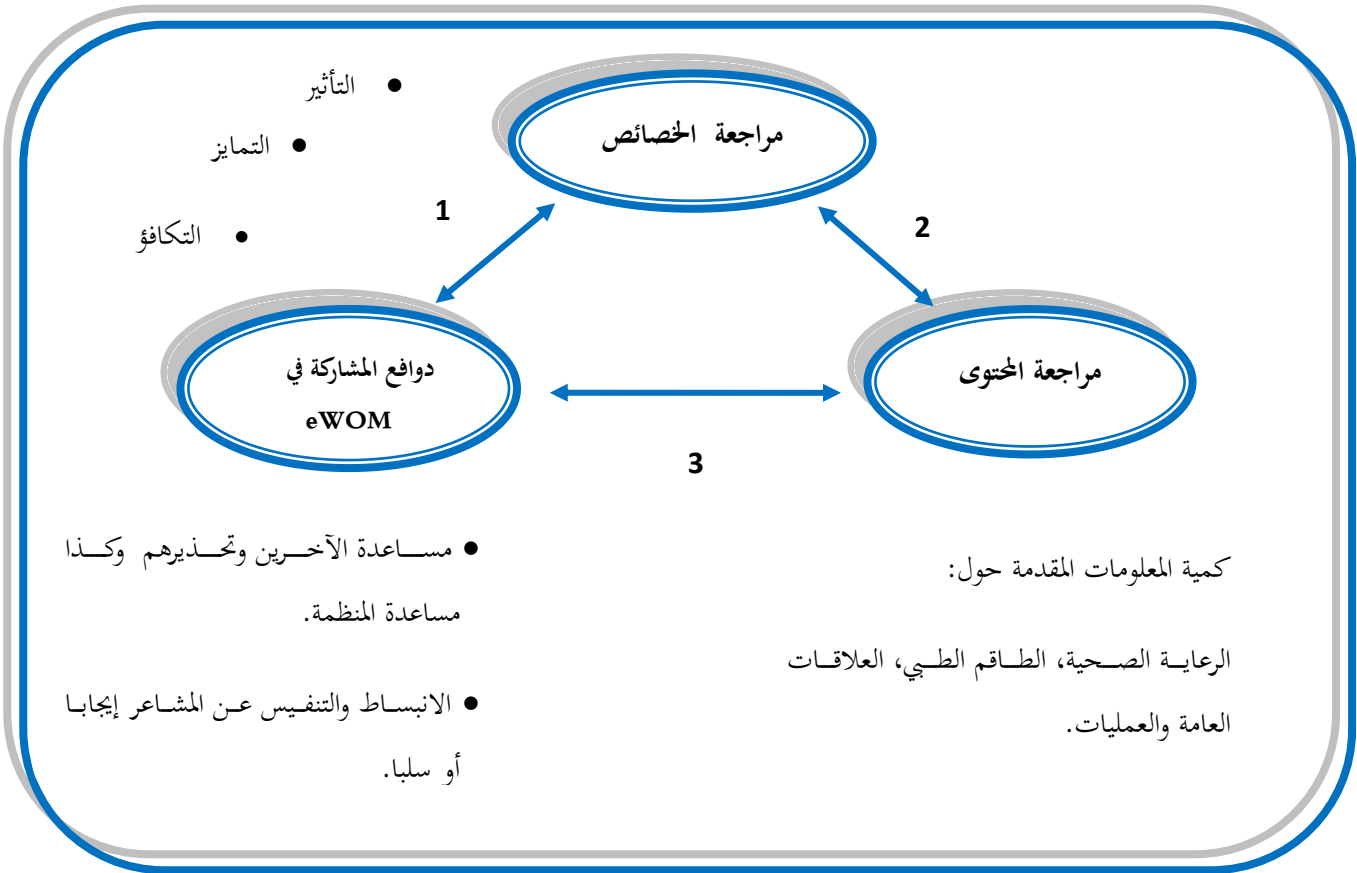 ● التأثير
مراجعة الخصائص
● التمايز
1
2
● التكافؤ
دوافع المشاركة في
eWOM
مراجعة المحتوى
3
● مساعدة الآخرين وتحذيرهم وكذا
مساعدة المنظمة.
● الانبساط والتنفيس عن المشاعر إيجابا
أو سلبا.
كمية المعلومات المقدمة حول:
الرعاية الصحية، الطاقم الطبي، العلاقات
العامة والعمليات.